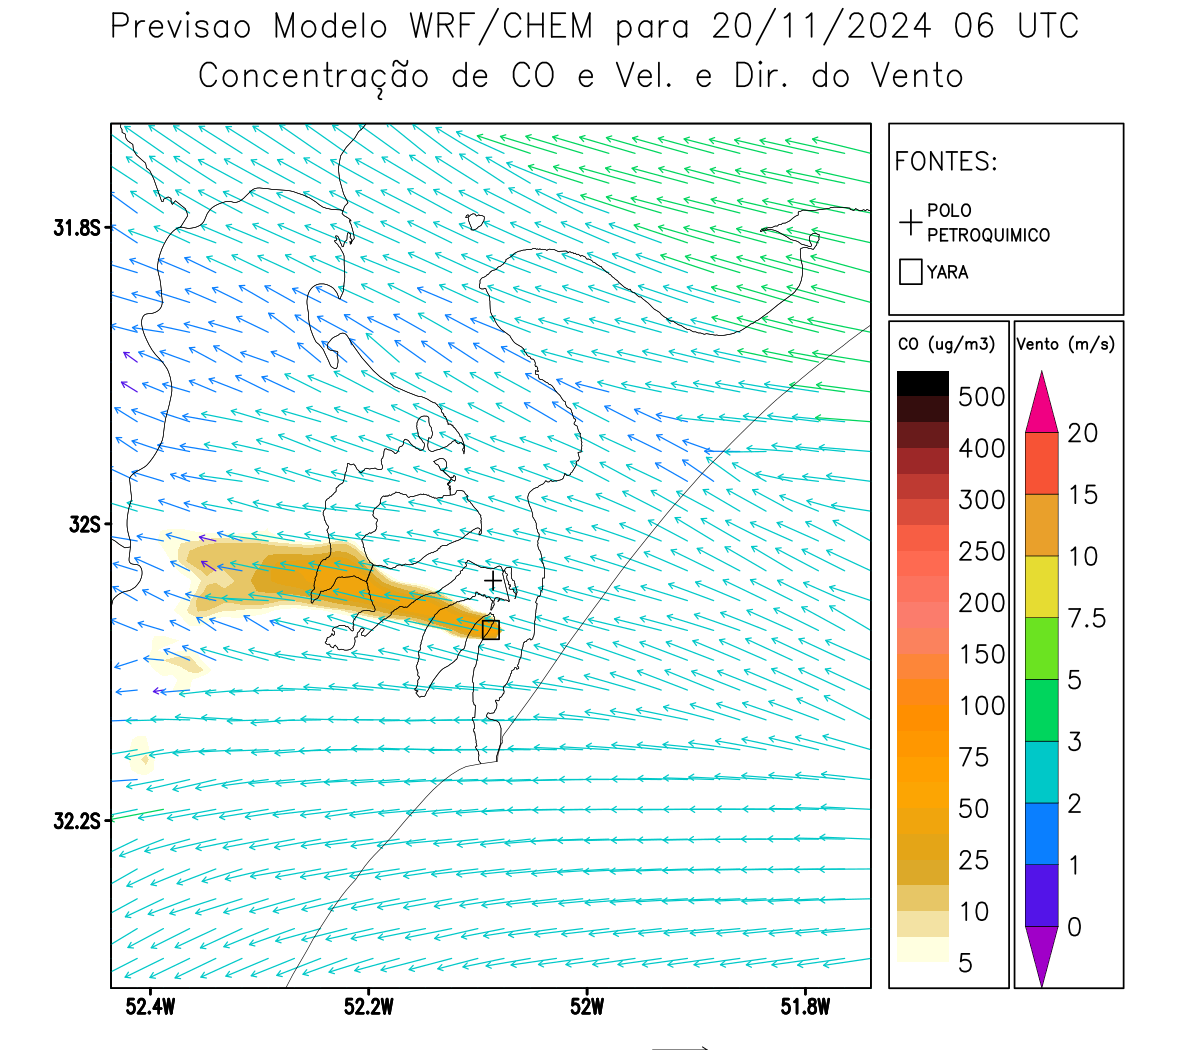 Previsao Modelo WRF/CHEM para 20/11/2024 06 UTC
Concentração de CO e Vel. e Dir. do Vento
FONTES:
POLO
PETROQUIMICO
YARA
CO (ug/m3)
500
400
300
250
200
150
100
75
50
25
10
5
Vento (m/s)
20
15
10
7.5
5
3
2
1
0
31.8S
32S
32.2S
52.4W
52.2W
52W
51.8W